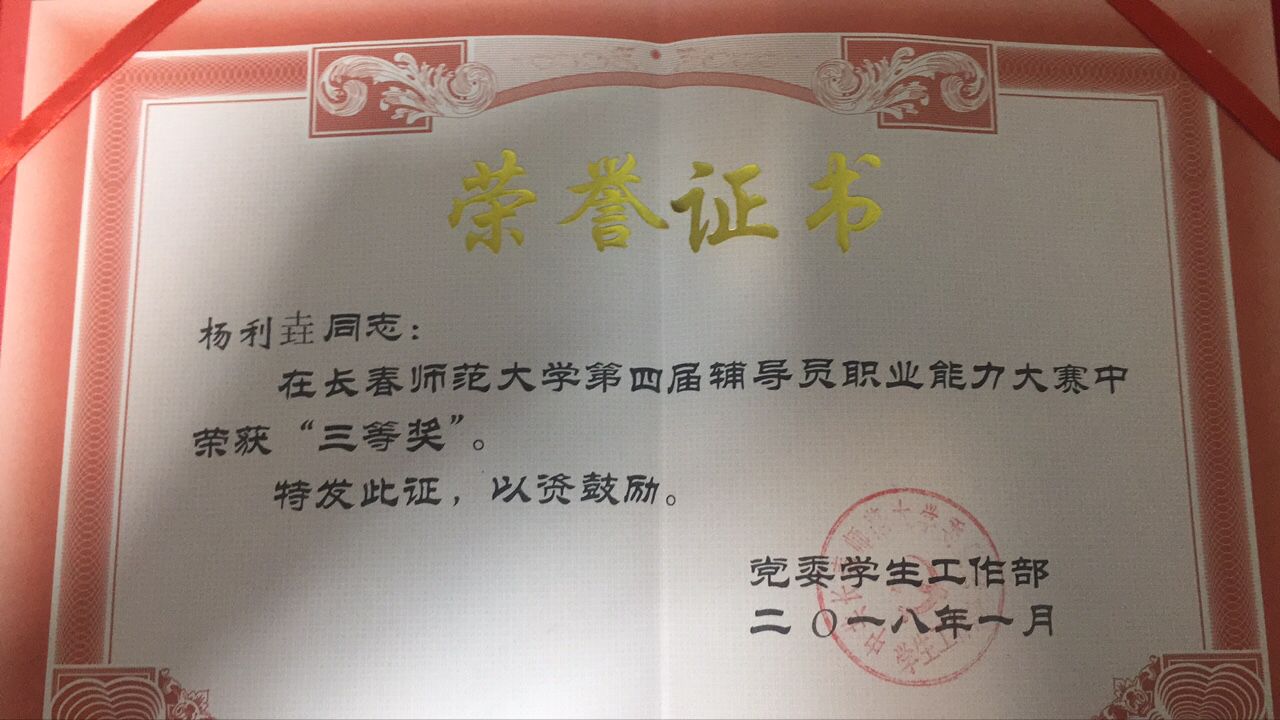 荣誉证书
杨利垚同志：
在长春师范大学第四届辅导员职业能力大赛中
荣获“三等奖”。
特发此证，以资鼓励。
党委学生工作部
二〇一八年一月